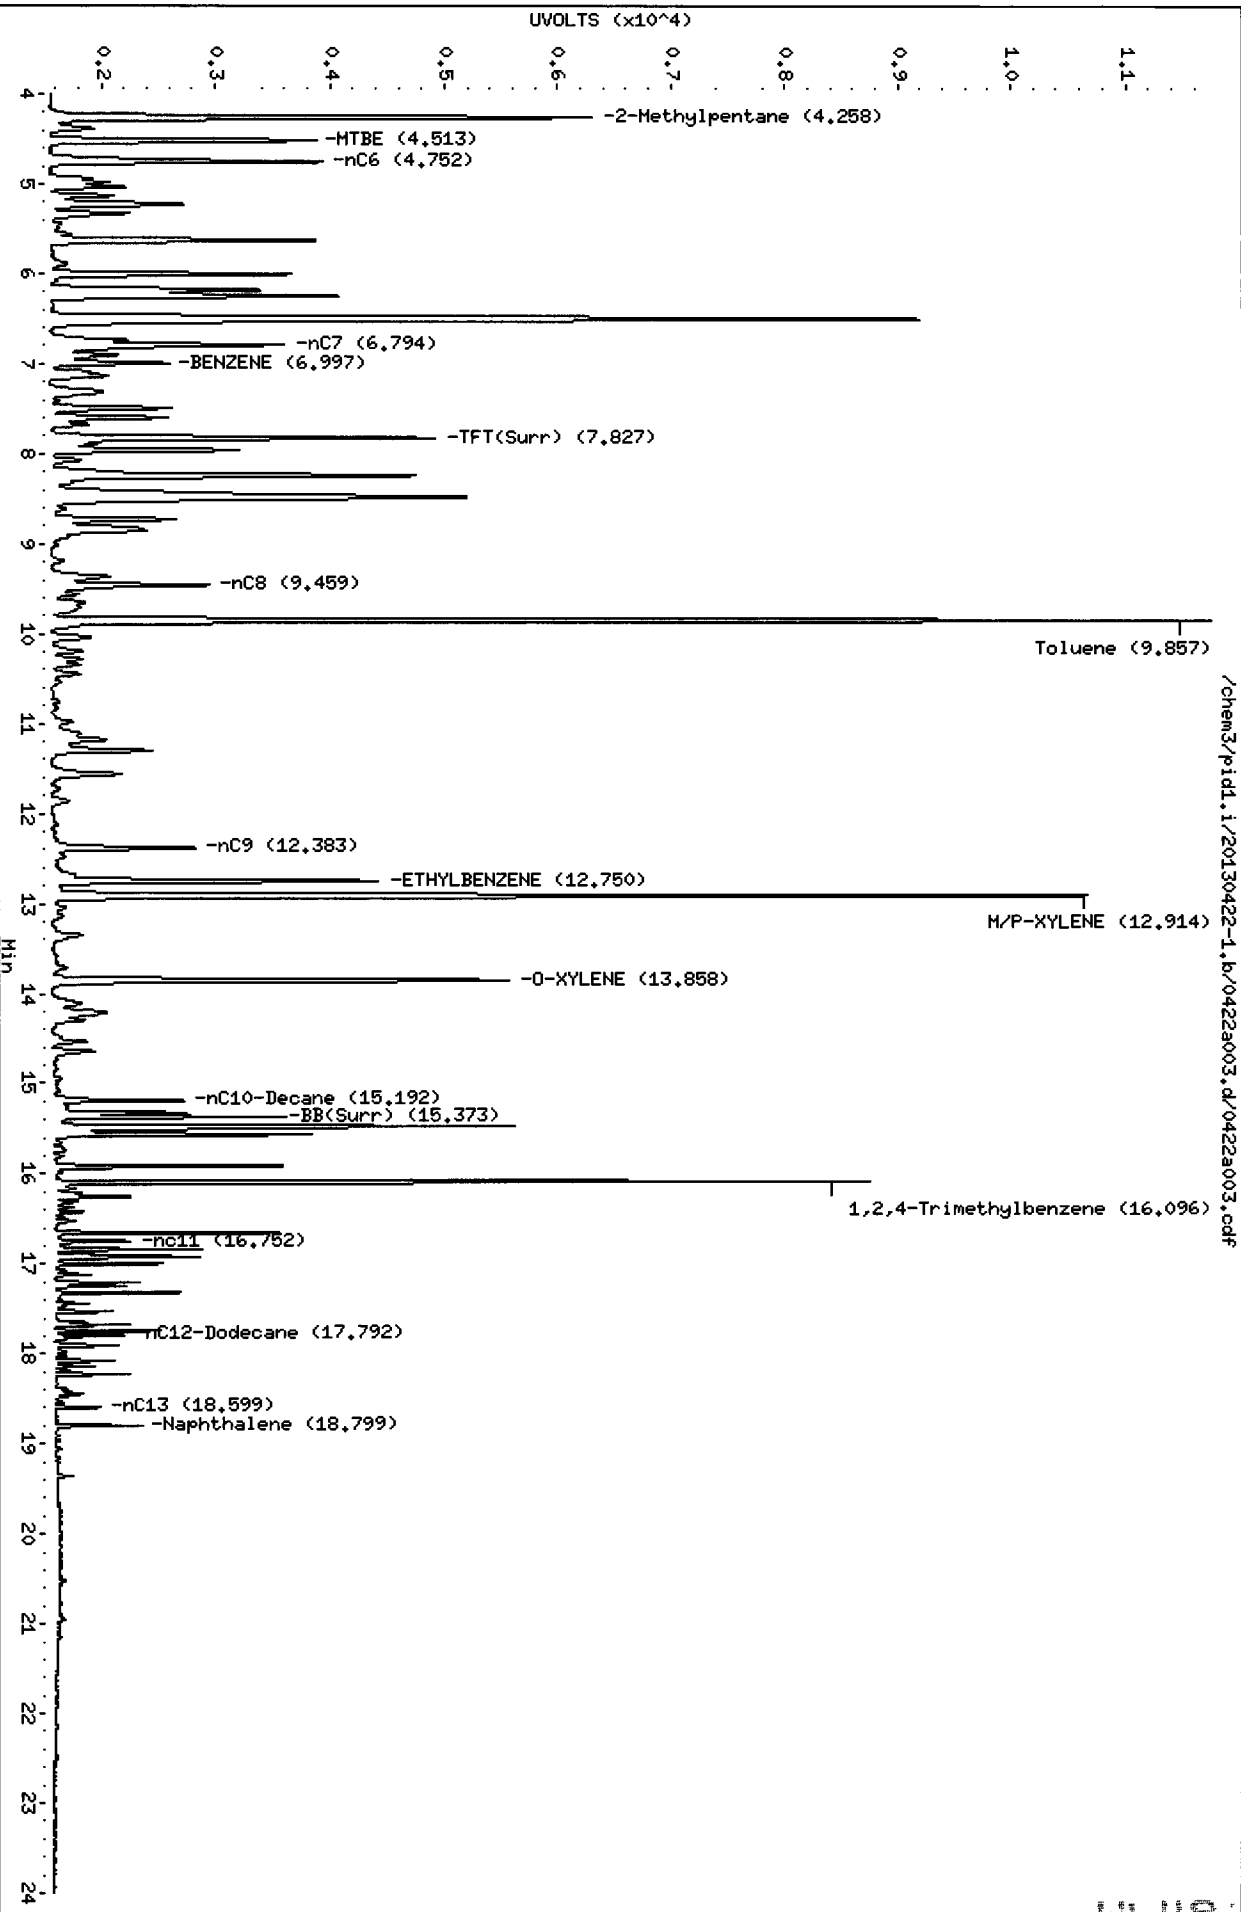 UVOLTS (x10^4)
0.2
0.3
0.4
0.5
0.6
0.7
0.8
0.9
1.0
1.1
/chem3/pid1.i/20130422-1.b/0422a003.d/0422a003.cdf
-2-Methylpentane (4.258)
-MTBE (4.513)
-nC6 (4.752)
-nC7 (6.794)
-BENZENE (6.997)
-TFT(Surr) (7.827)
-nC8 (9.459)
Toluene (9.857)
-nC9 (12.383)
-ETHYLBENZENE (12.750)
M/P-XYLENE (12.914)
-O-XYLENE (13.858)
-nC10-Decane (15.192)
-BB(Surr) (15.373)
1,2,4-Trimethylbenzene (16.096)
-nc11 (16.752)
nC12-Dodecane (17.792)
-nC13 (18.599)
-Naphthalene (18.799)
4
5
6
7
8
9
10
11
12
13
14
15
16
17
18
19
20
21
22
23
24
Min